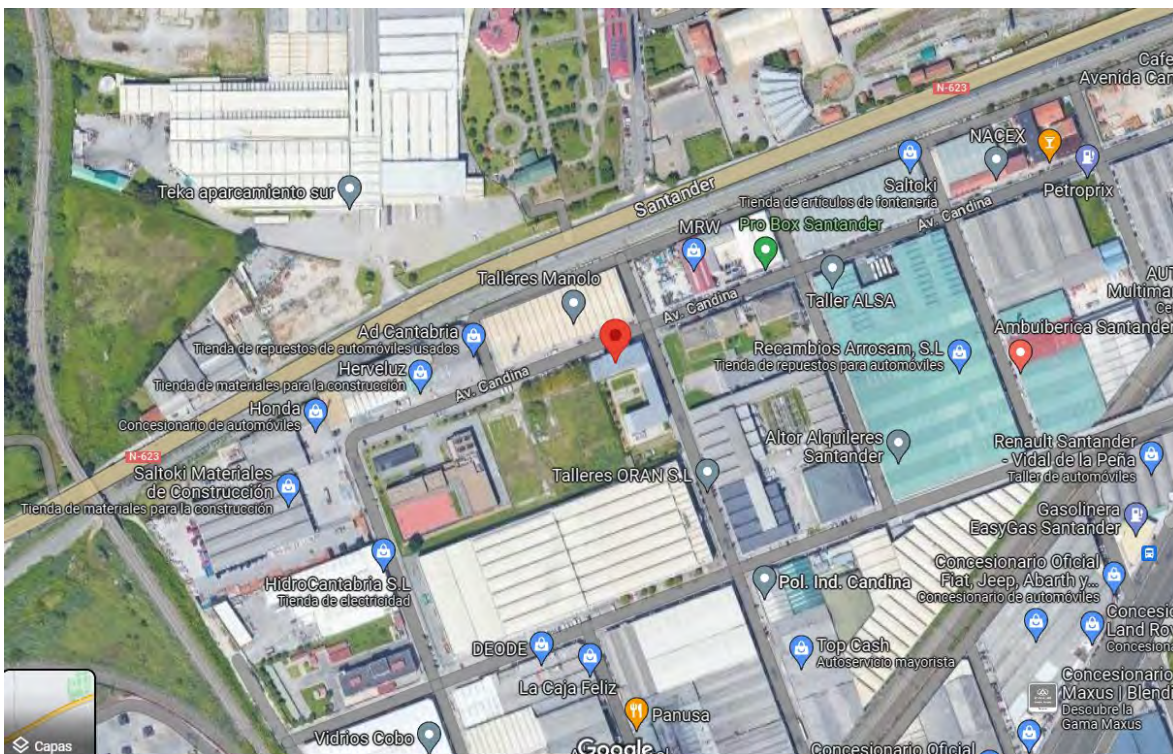 N-623
Cafe
Avenida Can
NACEX
Petroprix
Saltoki
Tienda de artículos de fontanería
Av. Candina
Teka aparcamiento sur
Santander
MRW
Pro Box Santander
Talleres Manolo
Av. Candina
Taller ALSA
AUT
Multimar
Ce
Ad Cantabria
Tienda de repuestos de automóviles usados
Ambuiberica Santander
Recambios Arrosam, S.L
Tienda de repuestos para automóviles
Herveluz
Tienda de materiales para la construcción
Av. Candina
Honda
Concesionario de automóviles
N-623
Saltoki Materiales
de Construcción
Tienda de materiales para la construcción
Talleres ORAN S.L
Altor Alquileres
Santander
Renault Santander
- Vidal de la Peña
Taller de automóviles
Gasolinera
EasyGas Santander
HidroCantabria S.L
Tienda de electricidad
Pol. Ind. Candina
Concesionario Oficial
Fiat, Jeep, Abarth y...
Concesionario de automóviles
Concesio
Land Rov
Concesiona
DEODE
La Caja Feliz
Top Cash
Autoservicio mayorista
Concesionario
Maxus | Blendi
Descubre la
Gama Maxus
Panusa
Vidrios Cobo
Google
Concesionario Oficial
Capas